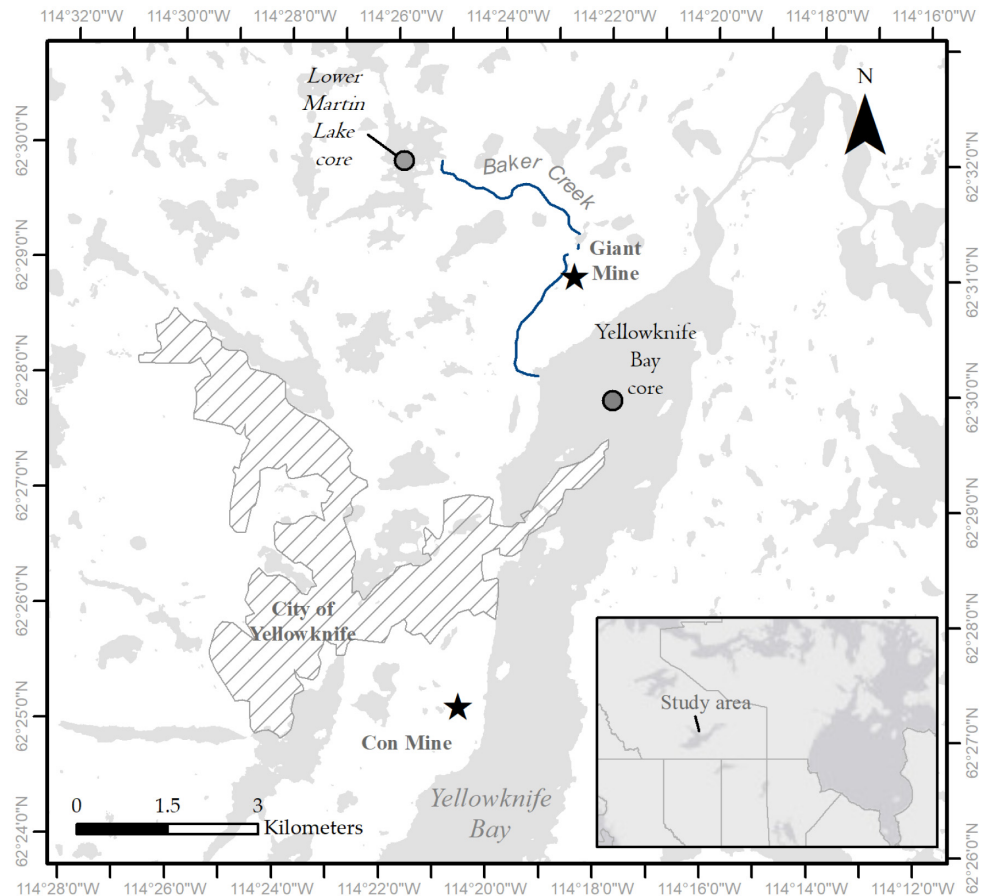 114°32'0"W 114°30'0"W 114°28'0"W 114°26'0"W 114°24'0"W 114°22'0"W 114°20'0"W 114°18'0"W 114°16'0"W
Lower
Martin
Lake
core
N
Baker Creek
Giant
Mine
Yellowknife
Bay
core
City of
Yellowknife
Con Mine
Study area
Yellowknife
Bay
0 1.5 3
Kilometers
62°30'0"N
62°29'0"N
62°28'0"N
62°27'0"N
62°26'0"N
62°25'0"N
62°24'0"N
62°32'0"N
62°31'0"N
62°30'0"N
62°29'0"N
62°28'0"N
62°27'0"N
62°26'0"N
114°28'0"W 114°26'0"W 114°24'0"W 114°22'0"W 114°20'0"W 114°18'0"W 114°16'0"W 114°14'0"W 114°12'0"W